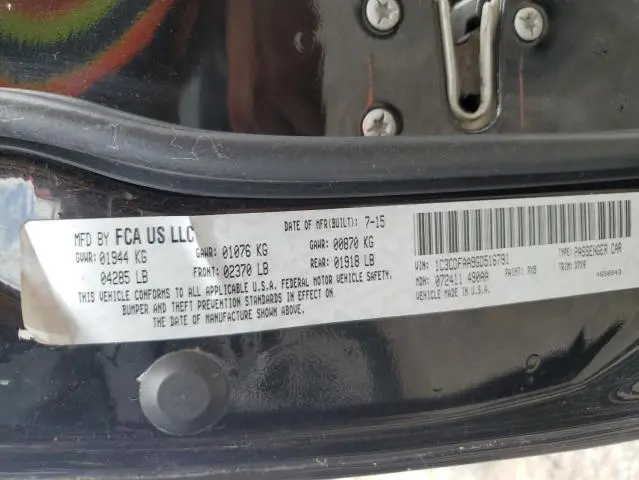 MFD BY FCA US LLC
DATE OF MFR(BUILT): 7-15
GVWR: 01944 KG
GAWR: 01076 KG
GAWR: 00870 KG
04285 LB
FRONT: 02370 LB
REAR: 01918 LB
THIS VEHICLE CONFORMS TO ALL APPLICABLE U.S. FEDERAL MOTOR VEHICLE SAFETY,
BUMPER AND THEFT PREVENTION STANDARDS IN EFFECT ON
THE DATE OF MANUFACTURE SHOWN ABOVE.
VIN: 1C3CDFAA8GD516781
TYPE: PASSENGER CAR
MDH: 072411 490AA
PAINT: PX8
TRIM:
VEHICLE MADE IN U.S.A.